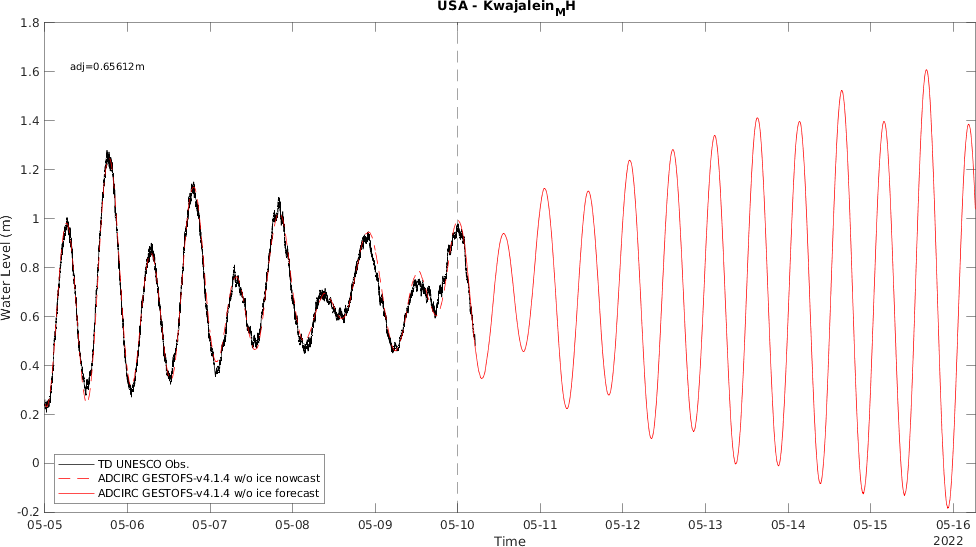 USA - Kwajalein_MH
1.8
1.6
1.4
1.2
1
0.8
0.6
0.4
0.2
0
-0.2
Water Level (m)
adj=0.65612m
TD UNESCO Obs.
ADCIRC GESTOFS-v4.1.4 w/o ice nowcast
ADCIRC GESTOFS-v4.1.4 w/o ice forecast
05-05 05-06 05-07 05-08 05-09 05-10 05-11 05-12 05-13 05-14 05-15 05-16
Time
2022